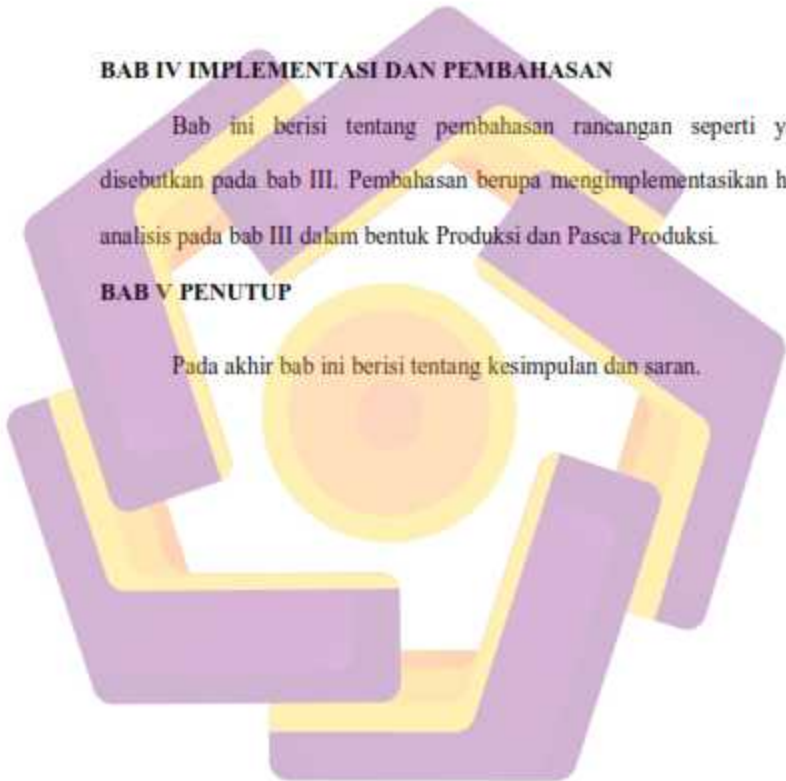 BAB IV IMPLEMENTASI DAN PEMBAHASAN
Bab ini berisi tentang pembahasan rancangan seperti y
disebutkan pada bab III. Pembahasan berupa mengimplementasikan h
analisis pada bab III dalam bentuk Produksi dan Pasca Produksi.
BAB V PENUTUP
Pada akhir bab ini berisi tentang kesimpulan dan saran.